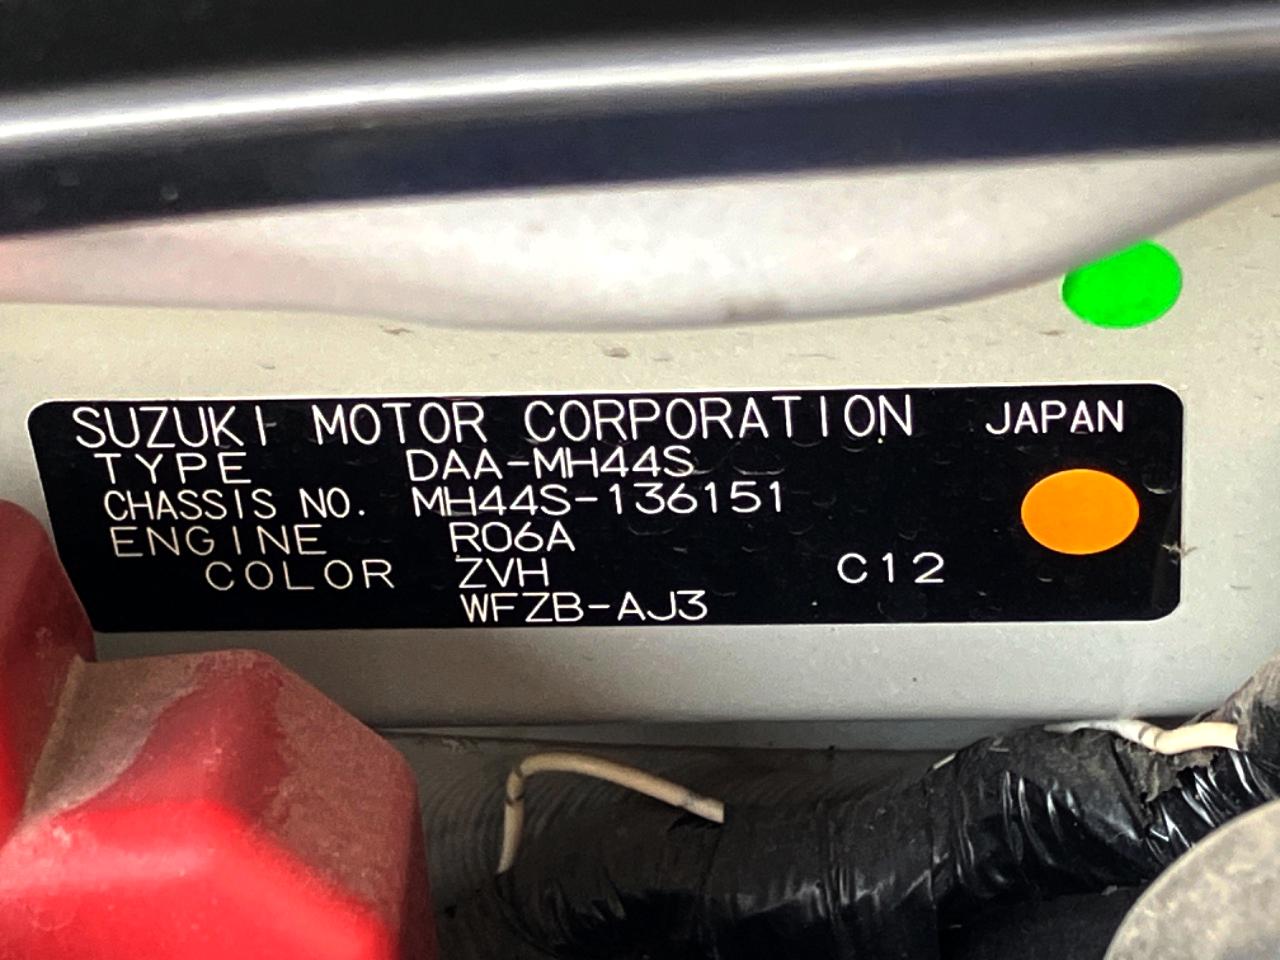 SUZUKI MOTOR CORPORATION JAPAN
TYPE DAA-MH44S
CHASSIS NO. MH44S-136151
ENGINE R06A
COLOR ZVH C12
WFZB-AJ3